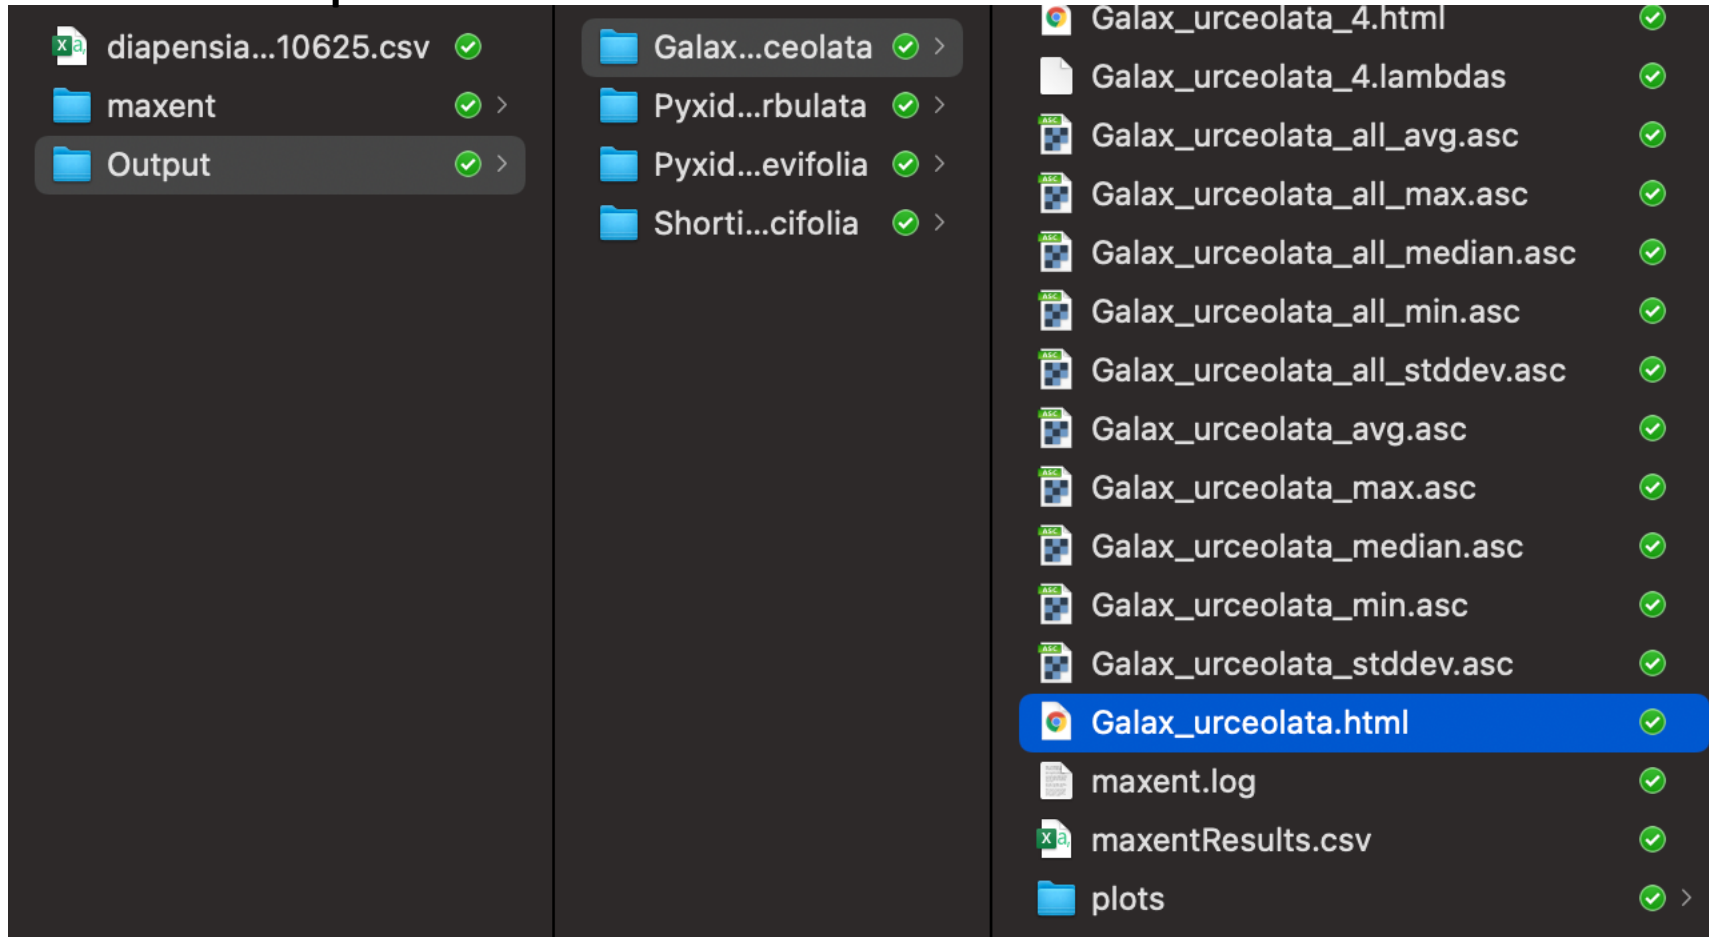 diapensia...10625.csv
maxent
Output
Galax...ceolata
Pyxid...rbulata
Pyxid...evifolia
Shorti...cifolia
Galax_urceolata_4.html
Galax_urceolata_4.lambdas
Galax_urceolata_all_avg.asc
Galax_urceolata_all_max.asc
Galax_urceolata_all_median.asc
Galax_urceolata_all_min.asc
Galax_urceolata_all_stddev.asc
Galax_urceolata_avg.asc
Galax_urceolata_max.asc
Galax_urceolata_median.asc
Galax_urceolata_min.asc
Galax_urceolata_stddev.asc
Galax_urceolata.html
maxent.log
maxentResults.csv
plots